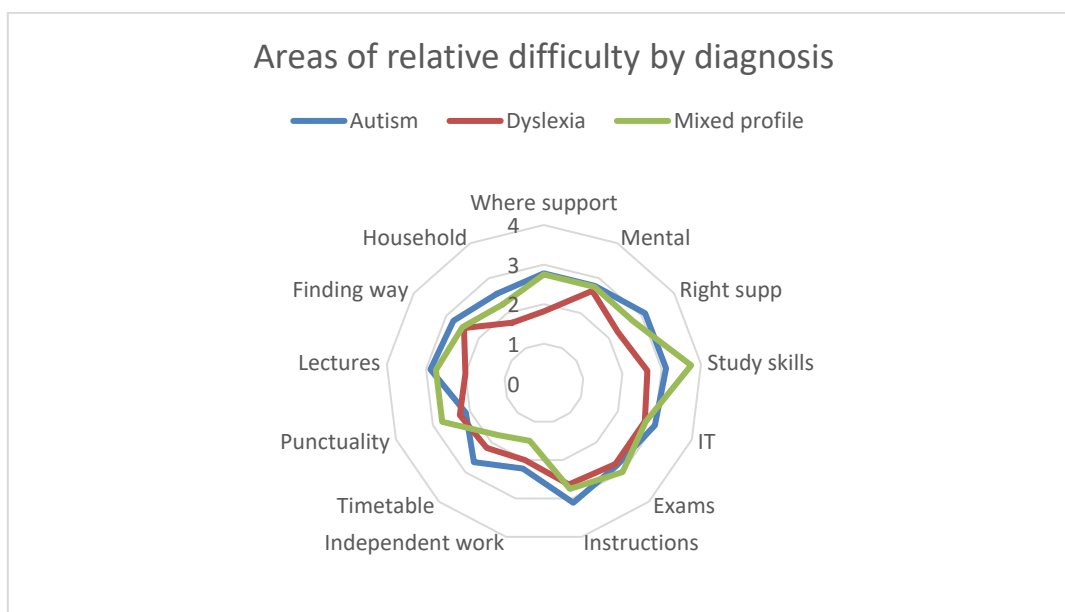 Areas of relative difficulty by diagnosis
Autism Dyslexia Mixed profile
Where support
4
Household Mental
3
Finding way Right supp
2
1
Lectures Study skills
0
Punctuality IT
Timetable Exams
Independent work Instructions